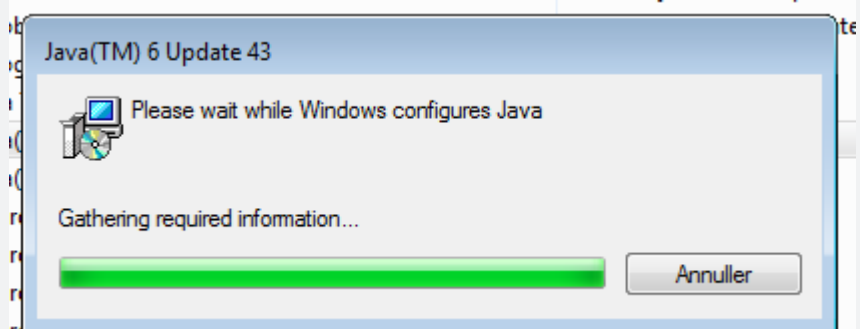 Java(TM) 6 Update 43
Please wait while Windows configures Java
Gathering required information...
Annuller